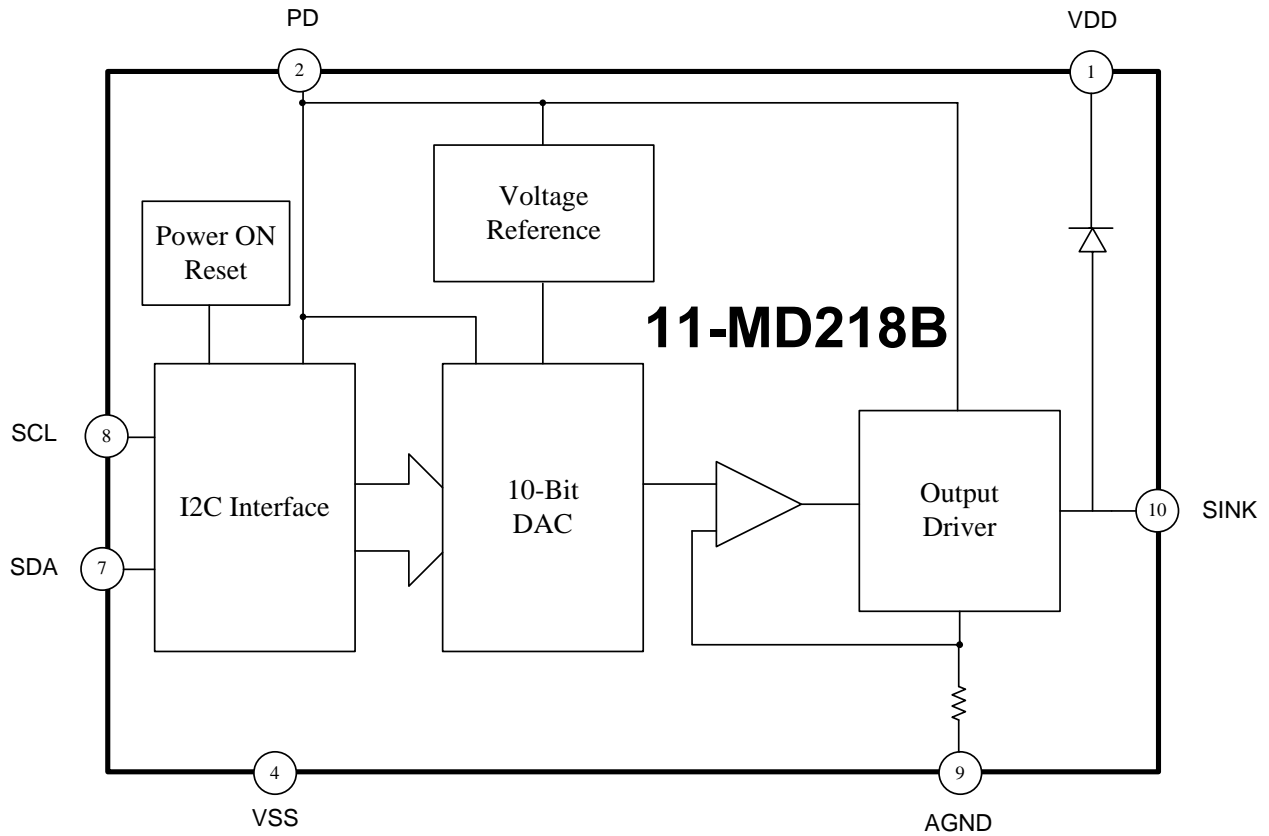 PD
VDD
2
1
Voltage
Reference
Power ON
Reset
11-MD218B
SCL
8
I2C Interface
10-Bit
DAC
Output
Driver
10
SINK
SDA
7
4
9
VSS
AGND